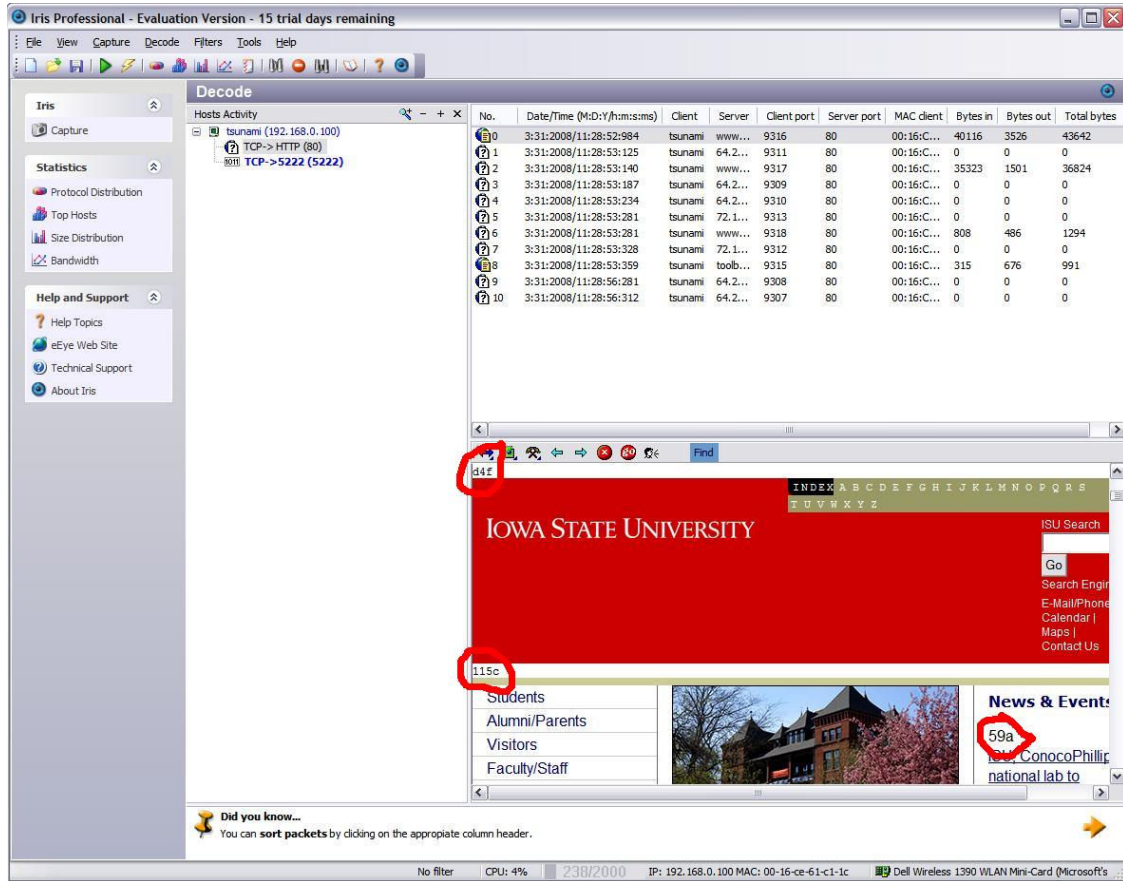 Iris Professional - Evaluation Version - 15 trial days remaining
File View Capture Decode Filters Tools Help
Iris
Capture
Statistics
Protocol Distribution
Top Hosts
Size Distribution
Bandwidth
Help and Support
Help Topics
eEye Web Site
Technical Support
About Iris
Decode
Hosts Activity
tsunami (192.168.0.100)
TCP-> HTTP (80)
TCP->5222 (5222)
No. Date/Time (M:D:Y/h:m:s:ms) Client Server Client port Server port MAC client Bytes in Bytes out Total bytes
0 3:31:2008/11:28:52:984 tsunami www... 9316 80 00:16:C... 40116 3526 43642
1 3:31:2008/11:28:53:125 tsunami 64.2... 9311 80 00:16:C... 0 0 0
2 3:31:2008/11:28:53:140 tsunami www... 9317 80 00:16:C... 35323 1501 36824
3 3:31:2008/11:28:53:187 tsunami 64.2... 9309 80 00:16:C... 0 0 0
4 3:31:2008/11:28:53:234 tsunami 64.2... 9310 80 00:16:C... 0 0 0
5 3:31:2008/11:28:53:281 tsunami 72.1... 9313 80 00:16:C... 0 0 0
6 3:31:2008/11:28:53:281 tsunami www... 9318 80 00:16:C... 808 486 1294
7 3:31:2008/11:28:53:328 tsunami 72.1... 9312 80 00:16:C... 0 0 0
8 3:31:2008/11:28:53:359 tsunami toolb... 9315 80 00:16:C... 315 676 991
9 3:31:2008/11:28:56:281 tsunami 64.2... 9308 80 00:16:C... 0 0 0
10 3:31:2008/11:28:56:312 tsunami 64.2... 9307 80 00:16:C... 0 0 0
Find
d4f
INDEX A B C D E F G H I J K L M N O P Q R S
T U V W X Y Z
IOWA STATE UNIVERSITY
ISU Search
Go
Search Engin
E-Mail/Phone
Calendar |
Maps |
Contact Us
115c
Students
Alumni/Parents
Visitors
Faculty/Staff
News & Events
59a
ISU, ConocoPhillip
national lab to
Did you know...
You can sort packets by clicking on the appropiate column header.
No filter CPU: 4% 238/2000 IP: 192.168.0.100 MAC: 00-16-ce-61-c1-1c Dell Wireless 1390 WLAN Mini-Card (Microsoft's